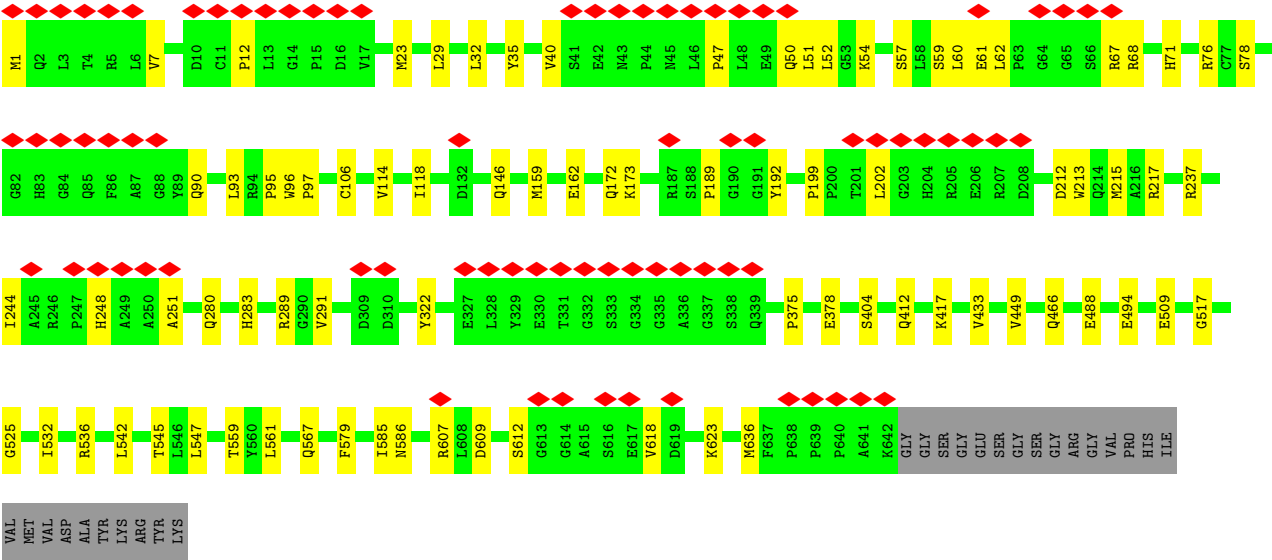 M1 Q2 L3 T4 R5 L6 V7 D10 C11 P12 L13 G14 P15 D16 V17 M23 L29 L32 Y35 V40 S41 E42 N43 P44 N45 L46 P47 L48 E49 Q50 L51 L52 G53 K54 S57 L58 S59 L60 E61 L62 P63 G64 G65 S66 R67 R68 H71 R76 C77 S78
G82 H83 G84 Q85 F86 A87 G88 Y89 Q90 L93 R94 P95 W96 P97 C106 V114 I118 D132 Q146 M159 E162 Q172 K173 R187 S188 P189 G190 G191 Y192 P199 P200 T201 L202 G203 H204 R205 E206 R207 D208 D212 W213 Q214 M215 A216 R217 R237
I244 A245 R246 P247 H248 A249 A250 A251 Q280 H283 R289 G290 V291 D309 D310 Y322 E327 L328 Y329 E330 T331 G332 S333 G334 G335 A336 G337 S338 Q339 P375 E378 S404 Q412 K417 V433 V449 Q466 E488 E494 E509 G517
G525 I532 R536 L542 T545 L546 L547 T559 Y560 L561 Q567 F579 I585 N586 R607 L608 D609 S612 G613 G614 A615 S616 E617 V618 D619 K623 M636 F637 P638 P639 P640 A641 K642 GLY GLY SER GLY GLU SER GLY SER GLY ARG GLY VAL PRO HIS ILE
VAL MET VAL ASP ALA TYR LYS ARG TYR LYS